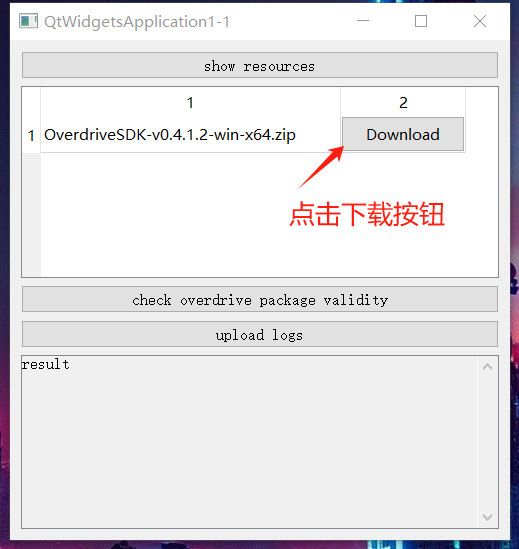 QtWidgetsApplication1-1
show resources
1 2
1 OverdriveSDK-v0.4.1.2-win-x64.zip Download
点击下载按钮
check overdrive package validity
upload logs
result